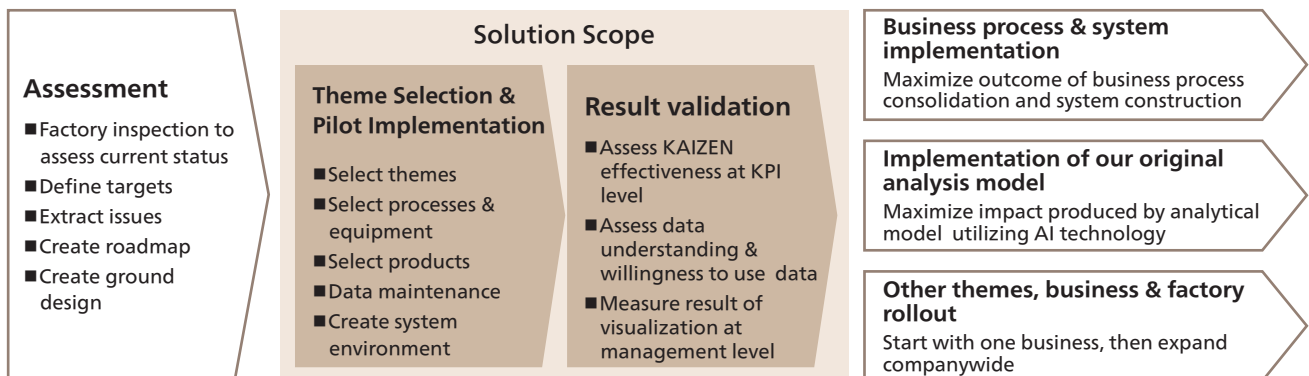 Assessment
■Factory inspection to
assess current status
■Define targets
■Extract issues
■Create roadmap
■Create ground
design
Solution Scope
Theme Selection &
Pilot Implementation
■Select themes
■Select processes &
equipment
■Select products
■Data maintenance
■Create system
environment
Result validation
■Assess KAIZEN
effectiveness at KPI
level
■Assess data
understanding &
willingness to use data
■Measure result of
visualization at
management level
Business process & system
implementation
Maximize outcome of business process
consolidation and system construction
Implementation of our original
analysis model
Maximize impact produced by analytical
model utilizing AI technology
Other themes, business & factory
rollout
Start with one business, then expand
companywide